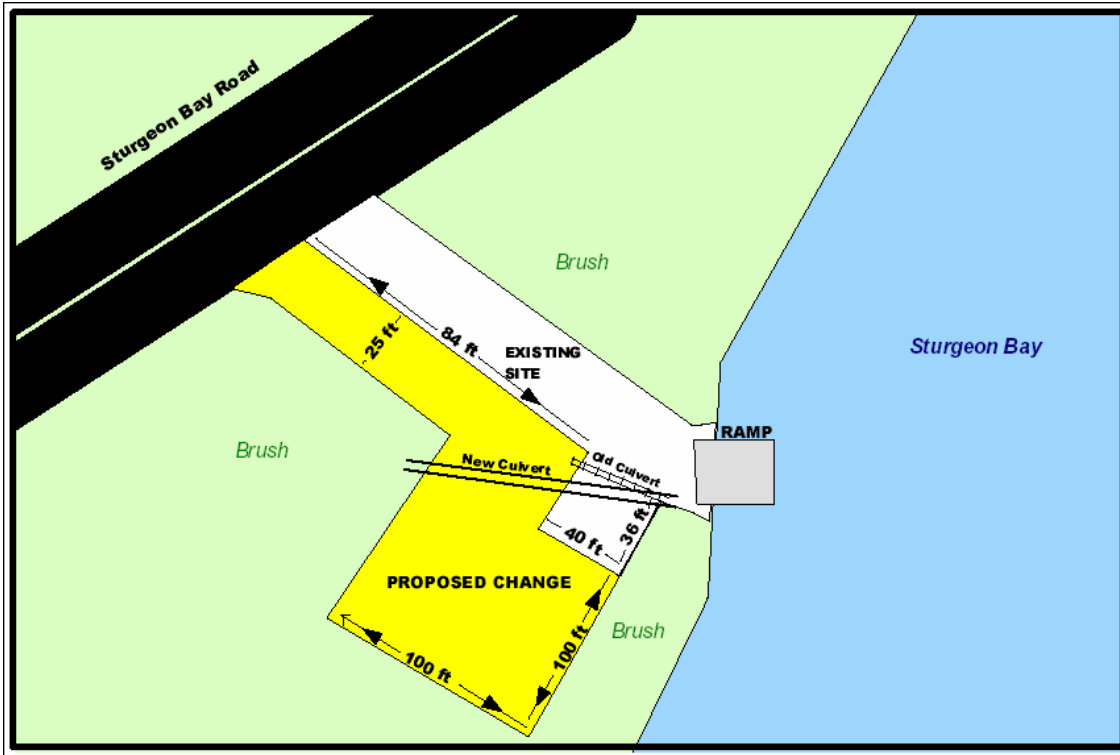 Sturgeon Bay Road
Brush
Sturgeon Bay
25 ft
84 ft
EXISTING
SITE
RAMP
Brush
New Culvert
Old Culvert
36 ft
40 ft
PROPOSED CHANGE
Brush
100 ft
100 ft